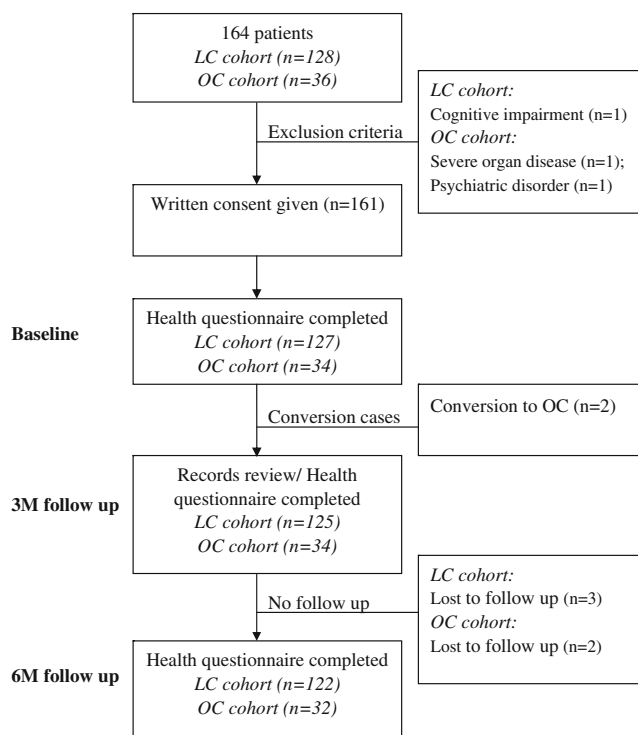 164 patients
LC cohort (n=128)
OC cohort (n=36)
Exclusion criteria
LC cohort:
Cognitive impairment (n=1)
OC cohort:
Severe organ disease (n=1);
Psychiatric disorder (n=1)
Written consent given (n=161)
Baseline
Health questionnaire completed
LC cohort (n=127)
OC cohort (n=34)
Conversion cases
Conversion to OC (n=2)
3M follow up
Records review/ Health
questionnaire completed
LC cohort (n=125)
OC cohort (n=34)
No follow up
LC cohort:
Lost to follow up (n=3)
OC cohort:
Lost to follow up (n=2)
6M follow up
Health questionnaire completed
LC cohort (n=122)
OC cohort (n=32)